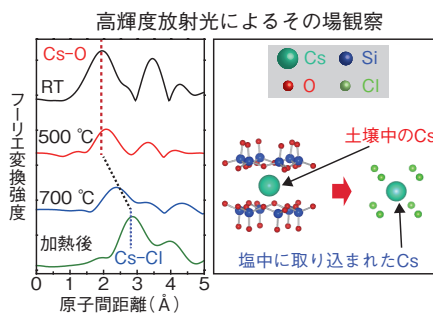 高輝度放射光によるその場観察
フーリエ変換強度
Cs–O
RT
500 ℃
700 ℃
加熱後
Cs–Cl
0 1 2 3 4 5
原子間距離(Å)
Cs Si
O Cl
土壌中のCs
塩中に取り込まれたCs